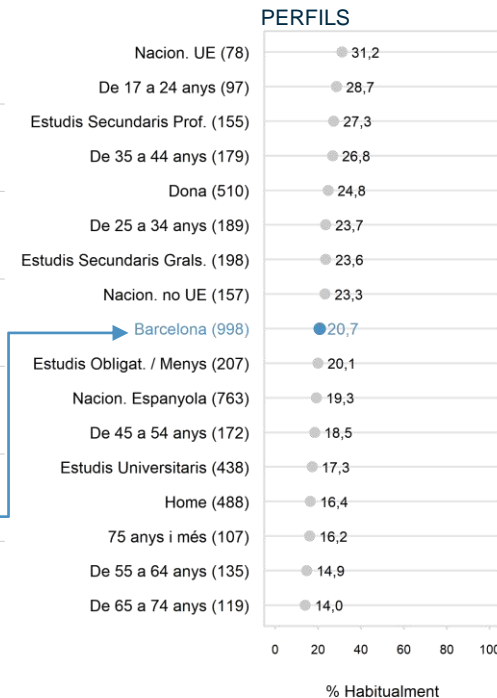 PERFILS
Nacion. UE (78) 31,2
De 17 a 24 anys (97) 28,7
Estudis Secundaris Prof. (155) 27,3
De 35 a 44 anys (179) 26,8
Dona (510) 24,8
De 25 a 34 anys (189) 23,7
Estudis Secundaris Grals. (198) 23,6
Nacion. no UE (157) 23,3
Barcelona (998) 20,7
Estudis Obligat. / Menys (207) 20,1
Nacion. Espanyola (763) 19,3
De 45 a 54 anys (172) 18,5
Estudis Universitaris (438) 17,3
Home (488) 16,4
75 anys i més (107) 16,2
De 55 a 64 anys (135) 14,9
De 65 a 74 anys (119) 14,0
0 20 40 60 80 100
% Habitualment